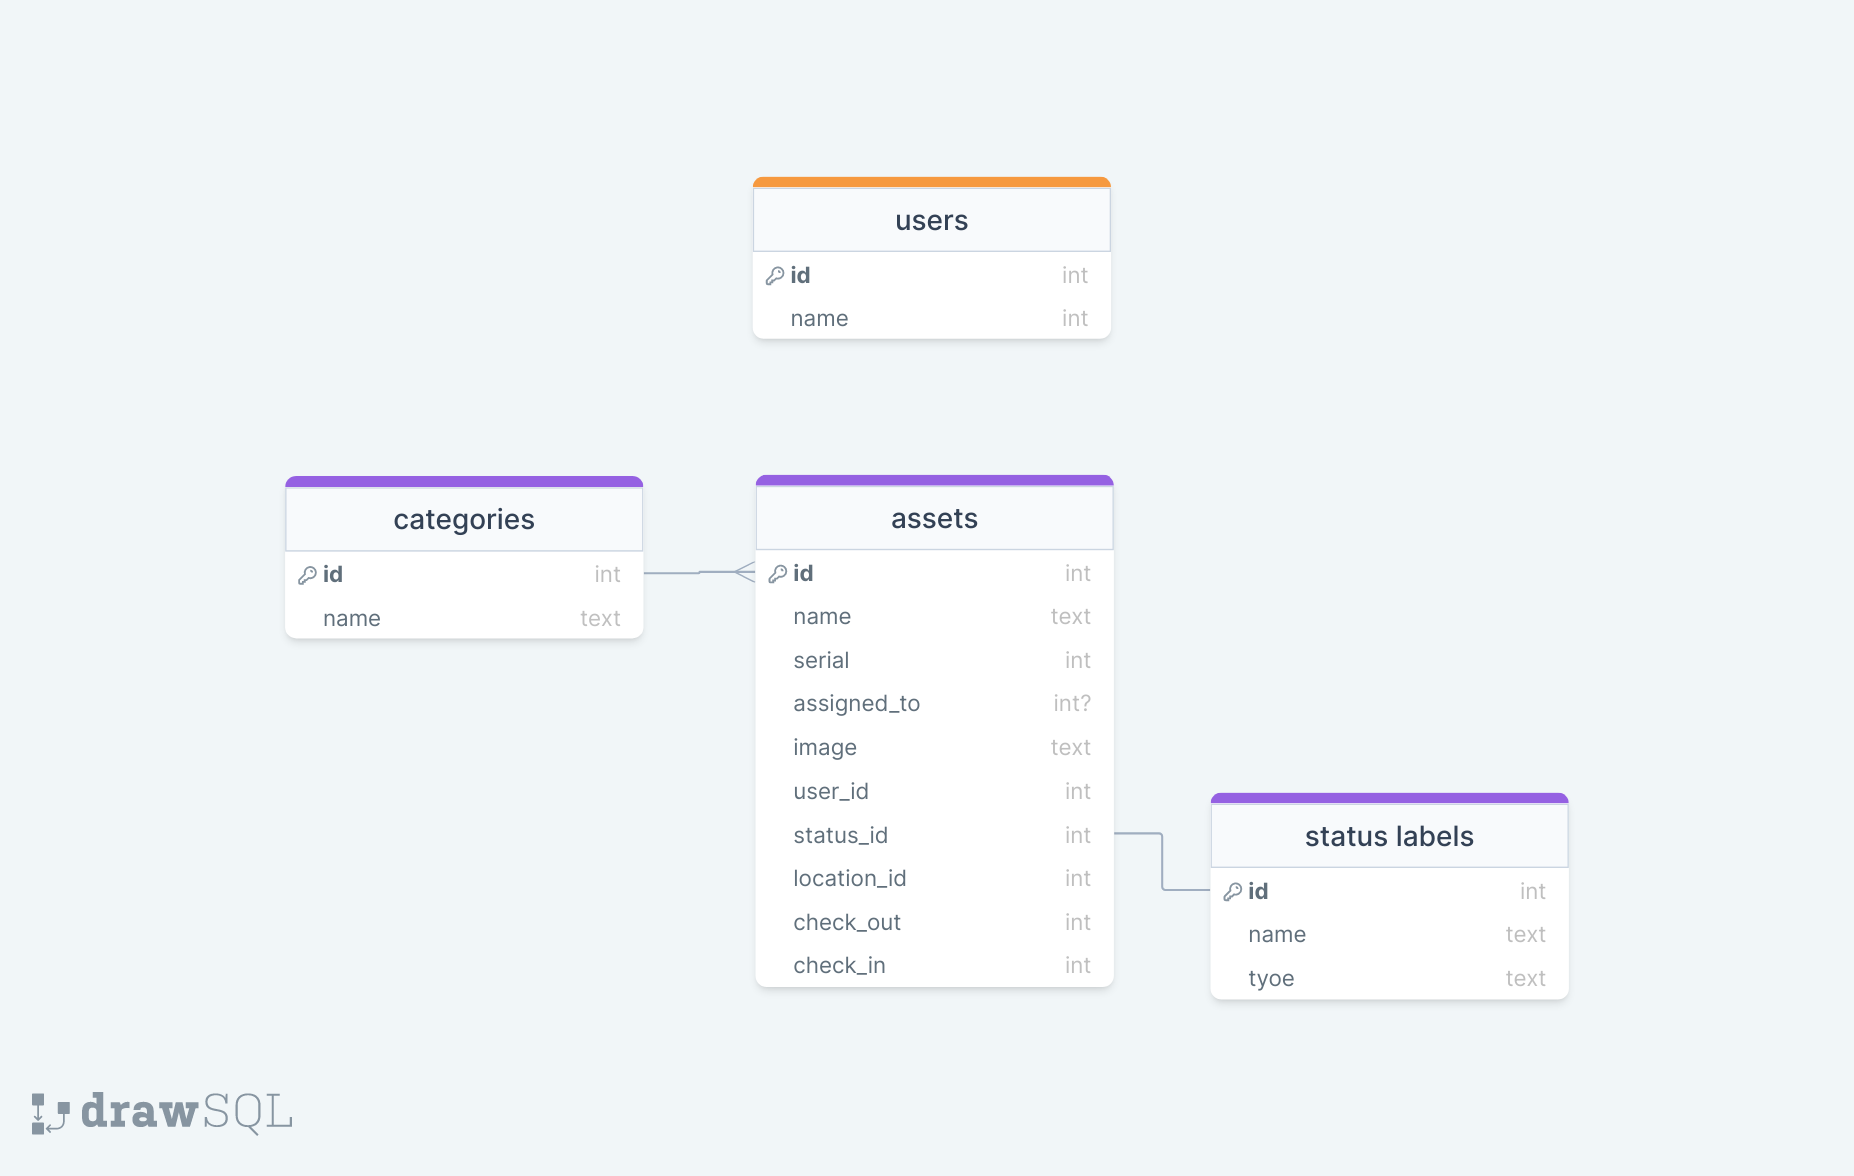 users
id int
name int
categories
id int
name text
assets
id int
name text
serial int
assigned_to int?
image text
user_id int
status_id int
location_id int
check_out int
check_in int
status labels
id int
name text
tyoe text
drawSQL